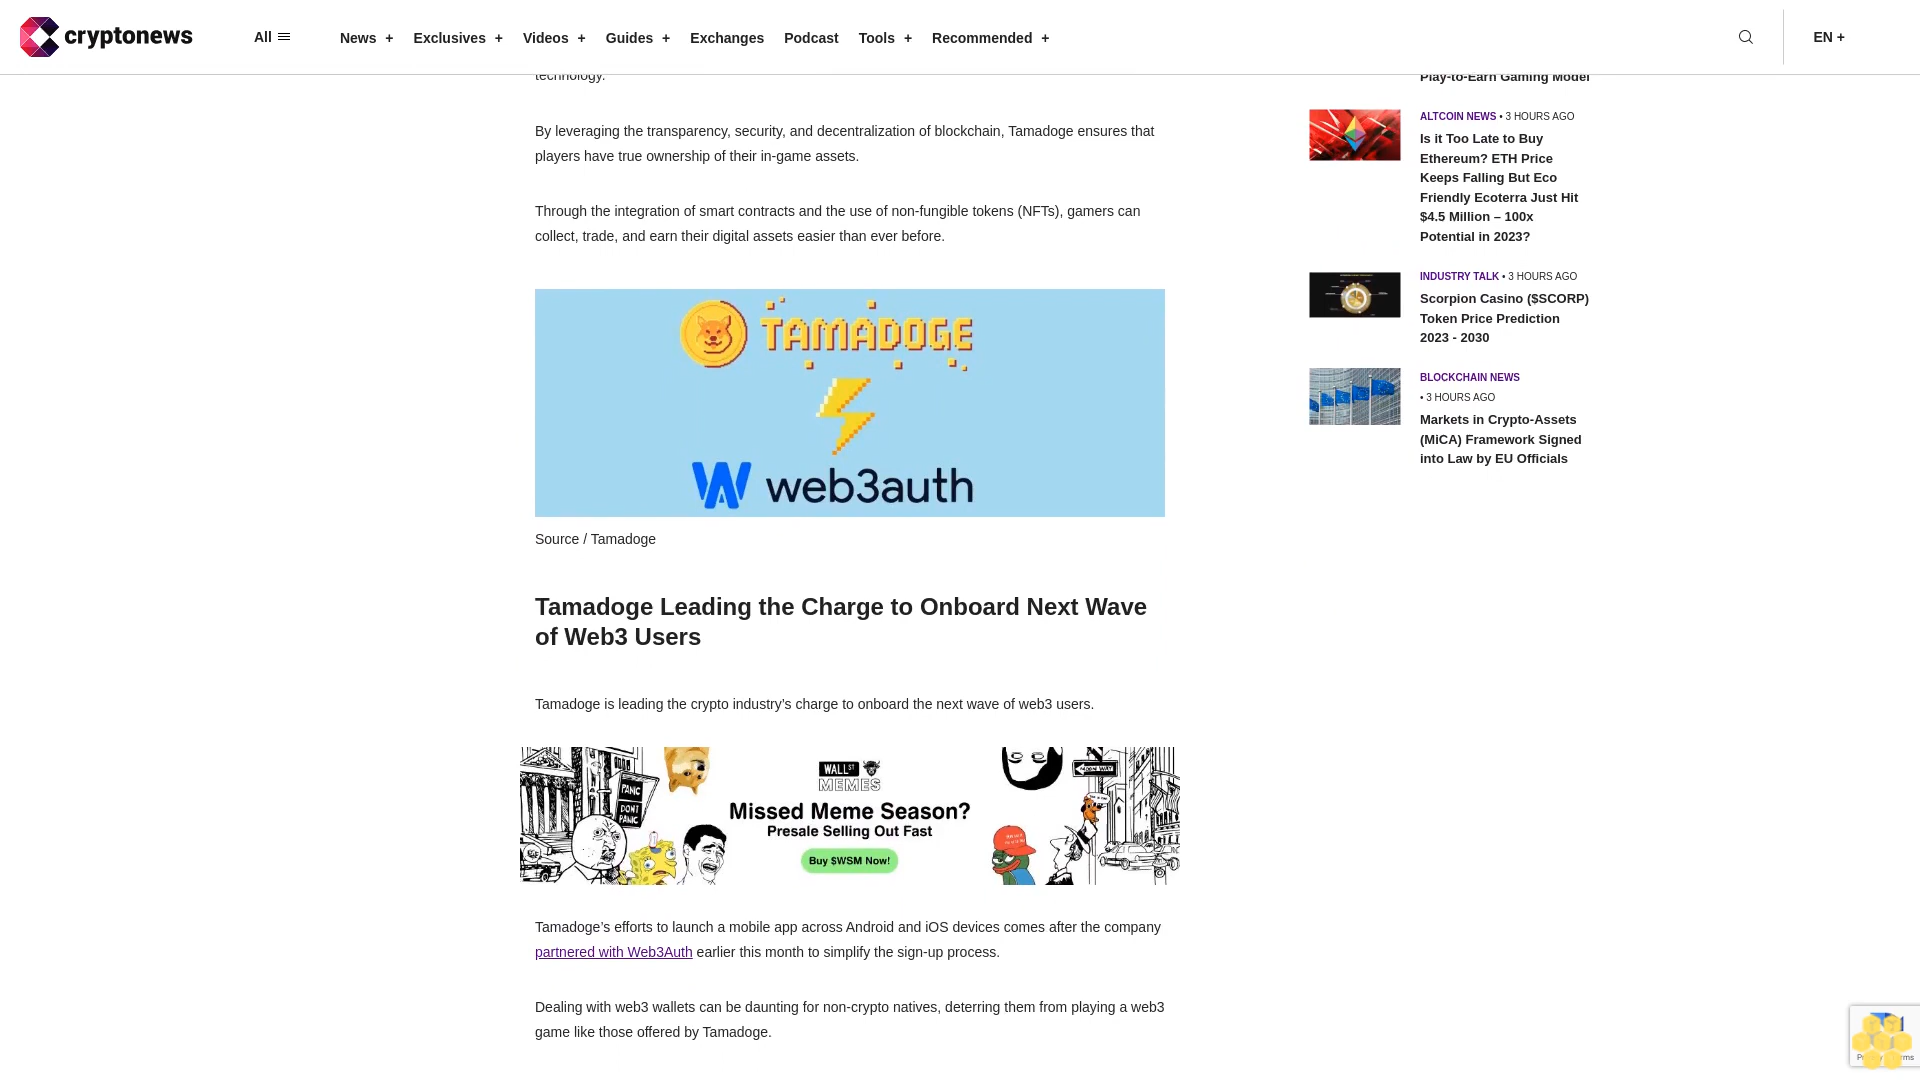 cryptonews
All
News +
Exclusives +
Videos +
Guides +
Exchanges
Podcast
Tools +
Recommended +
EN +
technology.
By leveraging the transparency, security, and decentralization of blockchain, Tamadoge ensures that
players have true ownership of their in-game assets.
Through the integration of smart contracts and the use of non-fungible tokens (NFTs), gamers can
collect, trade, and earn their digital assets easier than ever before.
TAMADOGE
web3auth
Source / Tamadoge
Tamadoge Leading the Charge to Onboard Next Wave
of Web3 Users
Tamadoge is leading the crypto industry’s charge to onboard the next wave of web3 users.
PANIC
DONT
PANIC
WALL ST
MEMES
Missed Meme Season?
Presale Selling Out Fast
Buy $WSM Now!
Tamadoge’s efforts to launch a mobile app across Android and iOS devices comes after the company
partnered with Web3Auth earlier this month to simplify the sign-up process.
Dealing with web3 wallets can be daunting for non-crypto natives, deterring them from playing a web3
game like those offered by Tamadoge.
Play-to-Earn Gaming Model
ALTCOIN NEWS • 3 HOURS AGO
Is it Too Late to Buy
Ethereum? ETH Price
Keeps Falling But Eco
Friendly Ecoterra Just Hit
$4.5 Million – 100x
Potential in 2023?
INDUSTRY TALK • 3 HOURS AGO
Scorpion Casino ($SCORP)
Token Price Prediction
2023 - 2030
BLOCKCHAIN NEWS
• 3 HOURS AGO
Markets in Crypto-Assets
(MiCA) Framework Signed
into Law by EU Officials